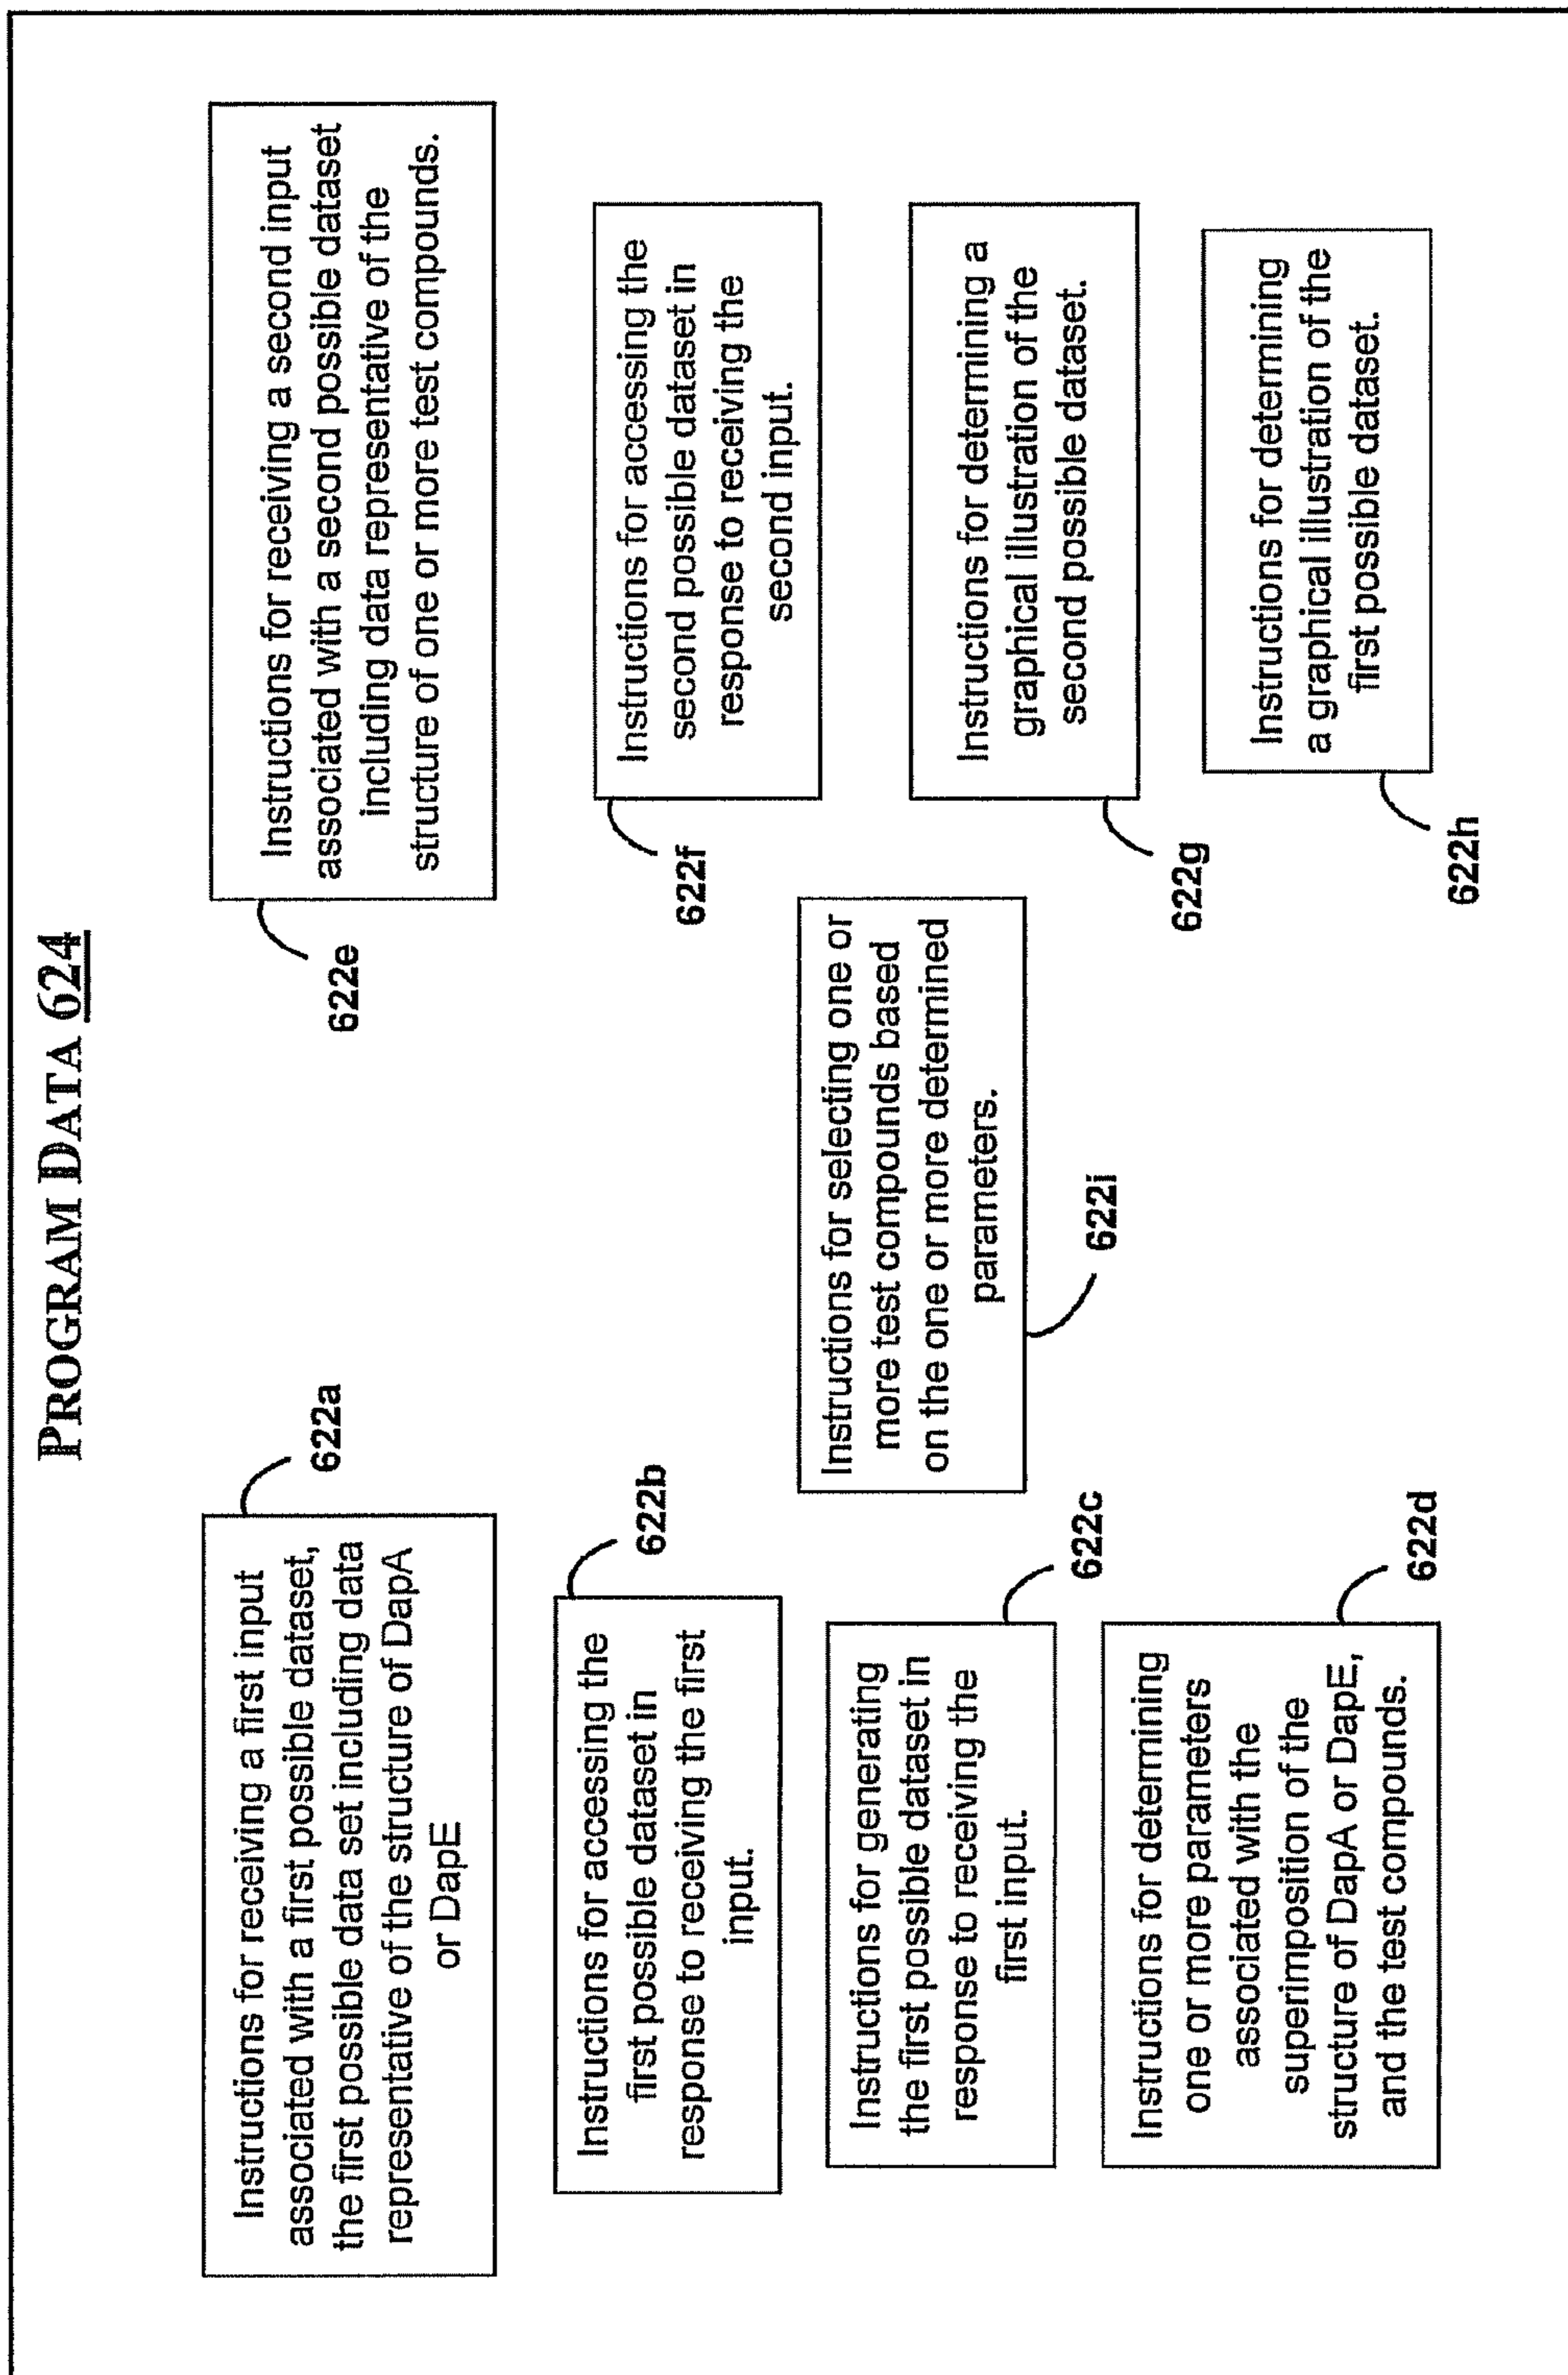 PROGRAM DATA 624
Instructions for receiving a first input
associated with a first possible dataset,
the first possible data set including data
representative of the structure of DapA
or DapE
622a
Instructions for accessing the
first possible dataset in
response to receiving the first
input.
622b
Instructions for generating
the first possible dataset in
response to receiving the
first input.
622c
Instructions for determining
one or more parameters
associated with the
superimposition of the
structure of DapA or DapE,
and the test compounds.
622d
Instructions for selecting one or
more test compounds based
on the one or more determined
parameters.
622i
Instructions for receiving a second input
associated with a second possible dataset
including data representative of the
structure of one or more test compounds.
622e
Instructions for accessing the
second possible dataset in
response to receiving the
second input.
622f
Instructions for determining a
graphical illustration of the
second possible dataset.
622g
Instructions for determining
a graphical illustration of the
first possible dataset.
622h